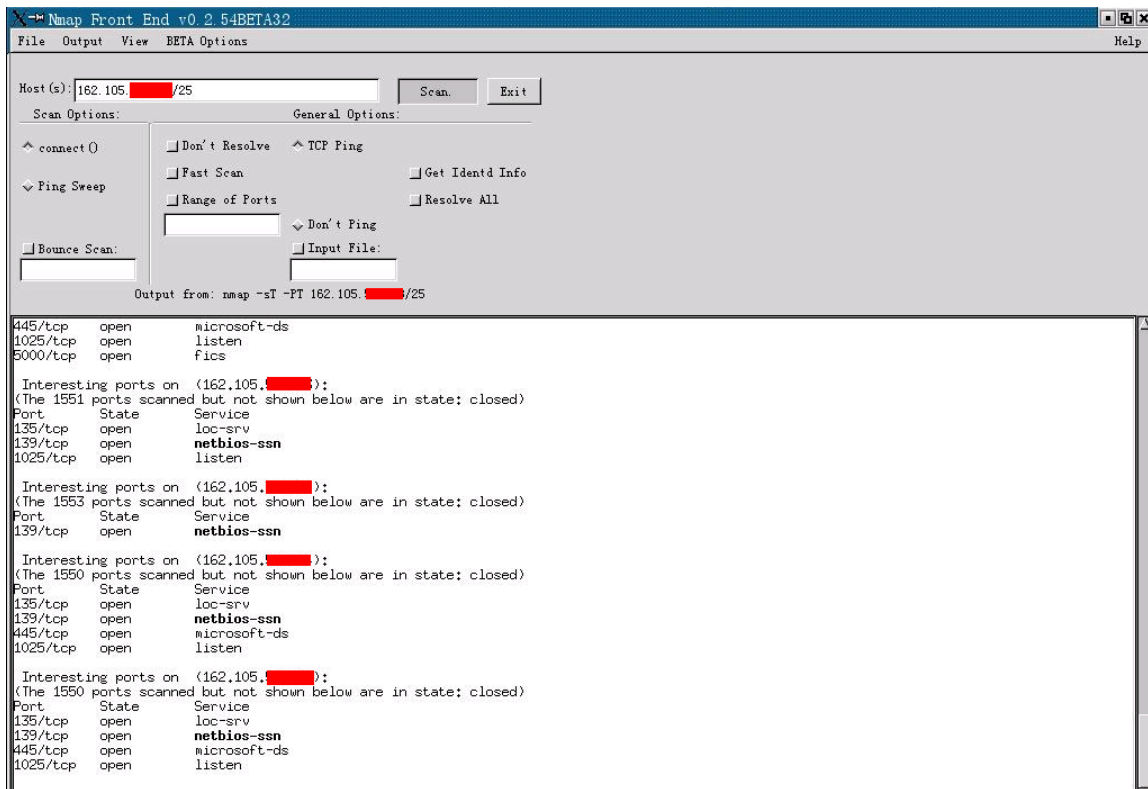 Nmap Front End v0.2.54BETA32
File Output View BETA Options Help
Host(s): 162.105. /25 Scan. Exit
Scan Options: General Options:
connect() Don't Resolve TCP Ping
Fast Scan Get Identd Info
Ping Sweep
Range of Ports Resolve All
Don't Ping
Bounce Scan: Input File:
Output from: nmap -sT -PT 162.105. /25
445/tcp open microsoft-ds
1025/tcp open listen
5000/tcp open fics
Interesting ports on (162.105. ):
(The 1551 ports scanned but not shown below are in state: closed)
Port State Service
135/tcp open loc-srv
139/tcp open netbios-ssn
1025/tcp open listen
Interesting ports on (162.105. ):
(The 1553 ports scanned but not shown below are in state: closed)
Port State Service
139/tcp open netbios-ssn
Interesting ports on (162.105. ):
(The 1550 ports scanned but not shown below are in state: closed)
Port State Service
135/tcp open loc-srv
139/tcp open netbios-ssn
445/tcp open microsoft-ds
1025/tcp open listen
Interesting ports on (162.105. ):
(The 1550 ports scanned but not shown below are in state: closed)
Port State Service
135/tcp open loc-srv
139/tcp open netbios-ssn
445/tcp open microsoft-ds
1025/tcp open listen